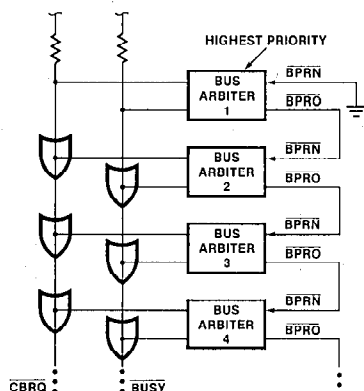 HIGHEST PRIORITY
BUS
ARBITER
1
BPRN
BPRO
BUS
ARBITER
2
BPRN
BPRO
BUS
ARBITER
3
BPRN
BPRO
BUS
ARBITER
4
BPRN
BPRO
CBRQ
BUSY